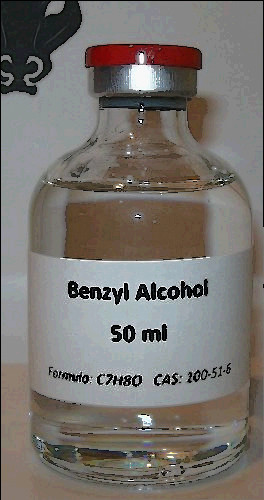 Benzyl Alcohol
50 ml
Formula: C7H8O CAS: 100-51-6